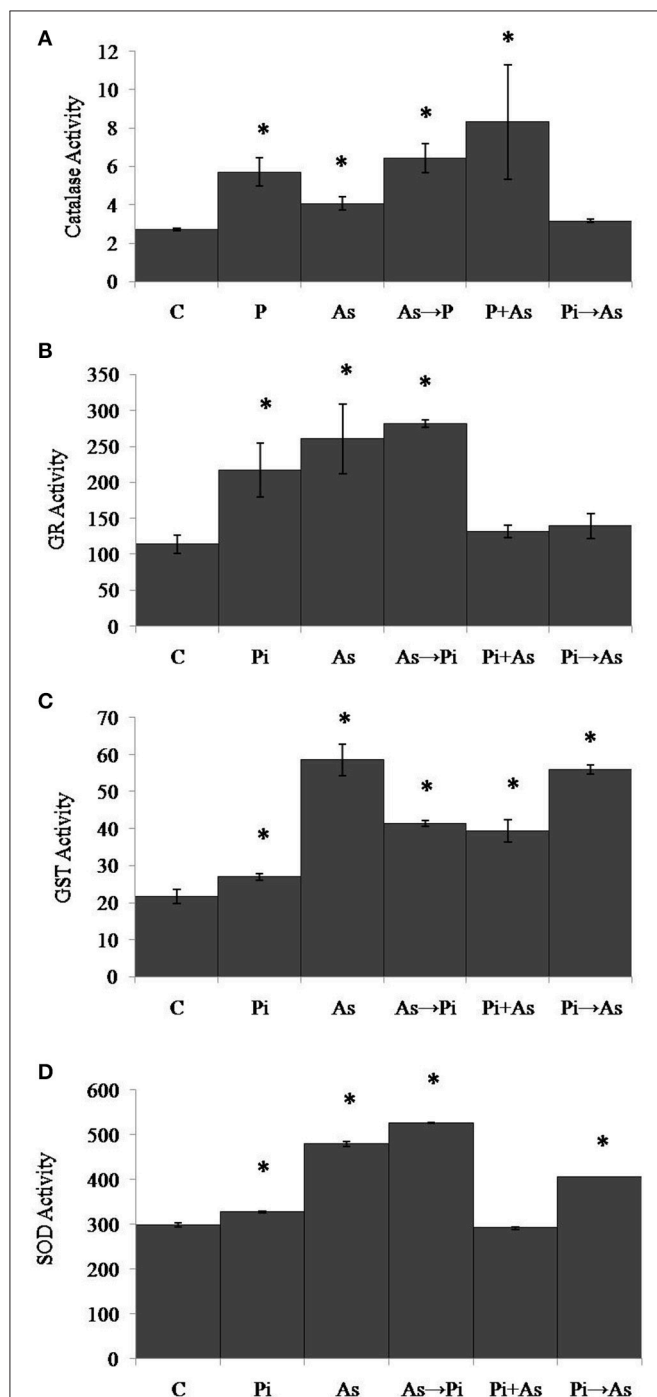 A
*
* * *
12
10
8
6
4
2
0
Catalase Activity
C P As As→P P+As Pi→As
B
* * *
350
300
250
200
150
100
50
0
GR Activity
C Pi As As→Pi Pi+As Pi→As
C
* * * * *
70
60
50
40
30
20
10
0
GST Activity
C Pi As As→Pi Pi+As Pi→As
D
* * * *
600
500
400
300
200
100
0
SOD Activity
C Pi As As→Pi Pi+As Pi→As